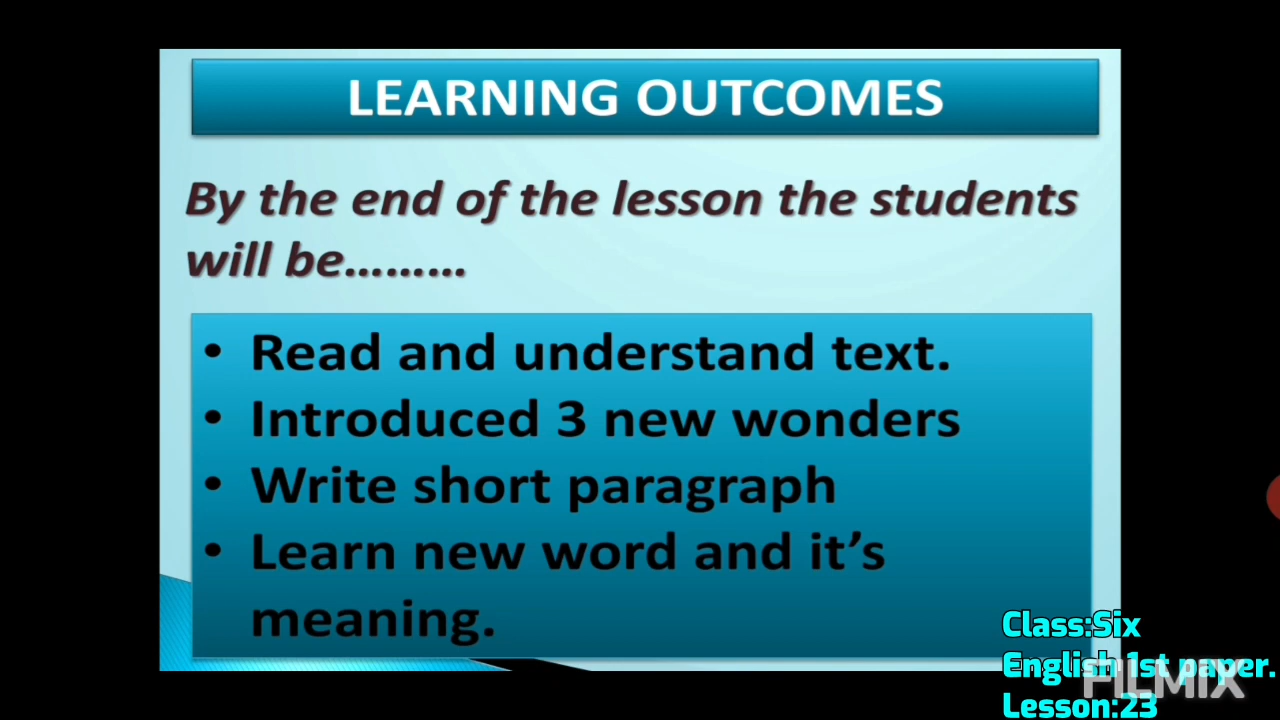 LEARNING OUTCOMES
By the end of the lesson the students
will be.........
• Read and understand text.
• Introduced 3 new wonders
• Write short paragraph
• Learn new word and it’s
meaning.
Class:Six
English 1st paper.
FILMIX
Lesson:23